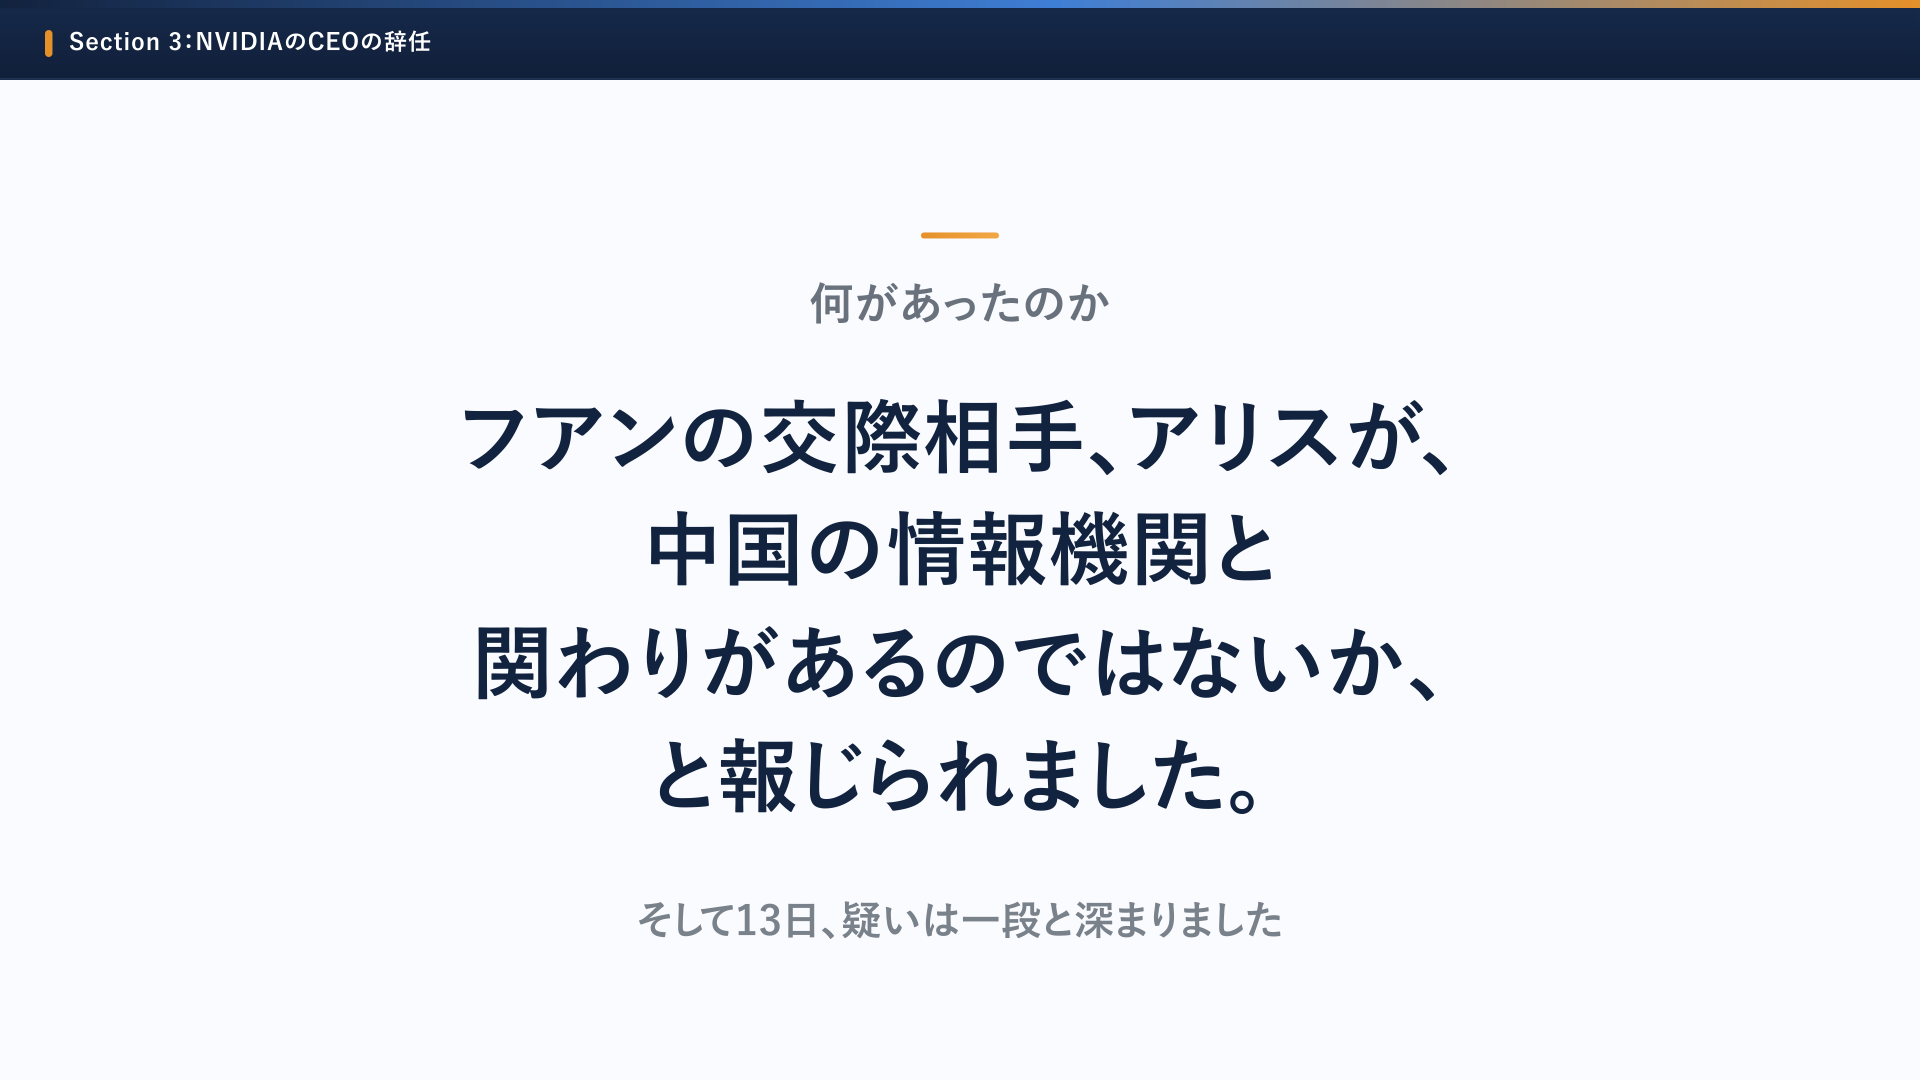 Section 3：NVIDIAのCEOの辞任
何があったのか
フアンの交際相手、アリスが、
中国の情報機関と
関わりがあるのではないか、
と報じられました。
そして13日、疑いは一段と深まりました